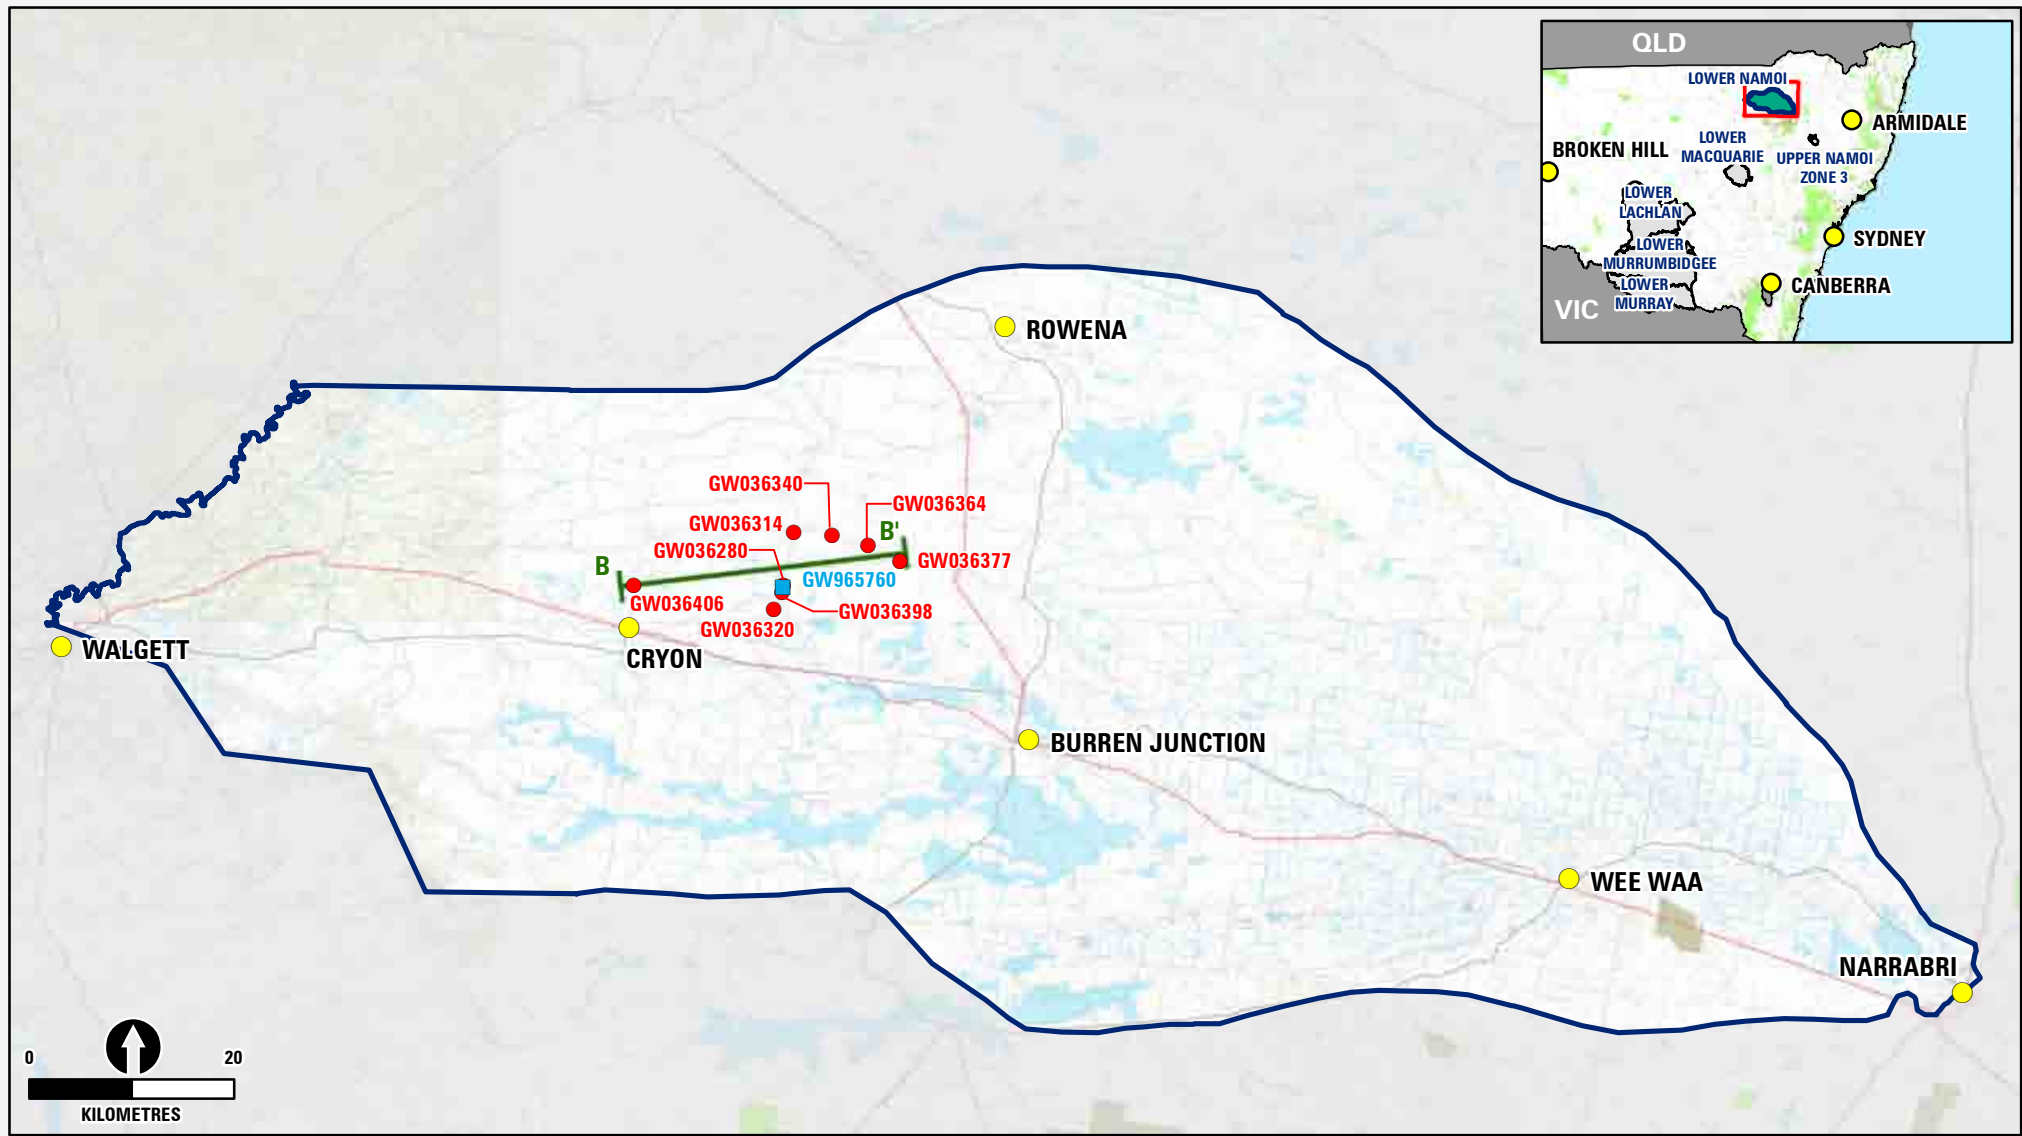 QLD
LOWER NAMOI
ARMIDALE
BROKEN HILL
LOWER
MACQUARIE
UPPER NAMOI
ZONE 3
LOWER
LACHLAN
SYDNEY
LOWER
MURRUMBIDGEE
LOWER
MURRAY
CANBERRA
VIC
ROWENA
GW036340
GW036364
GW036314
B'
GW036280
B
GW036377
GW965760
GW036406
GW036398
GW036320
WALGETT
CRYON
BURREN JUNCTION
WEE WAA
NARRABRI
0 20
KILOMETRES